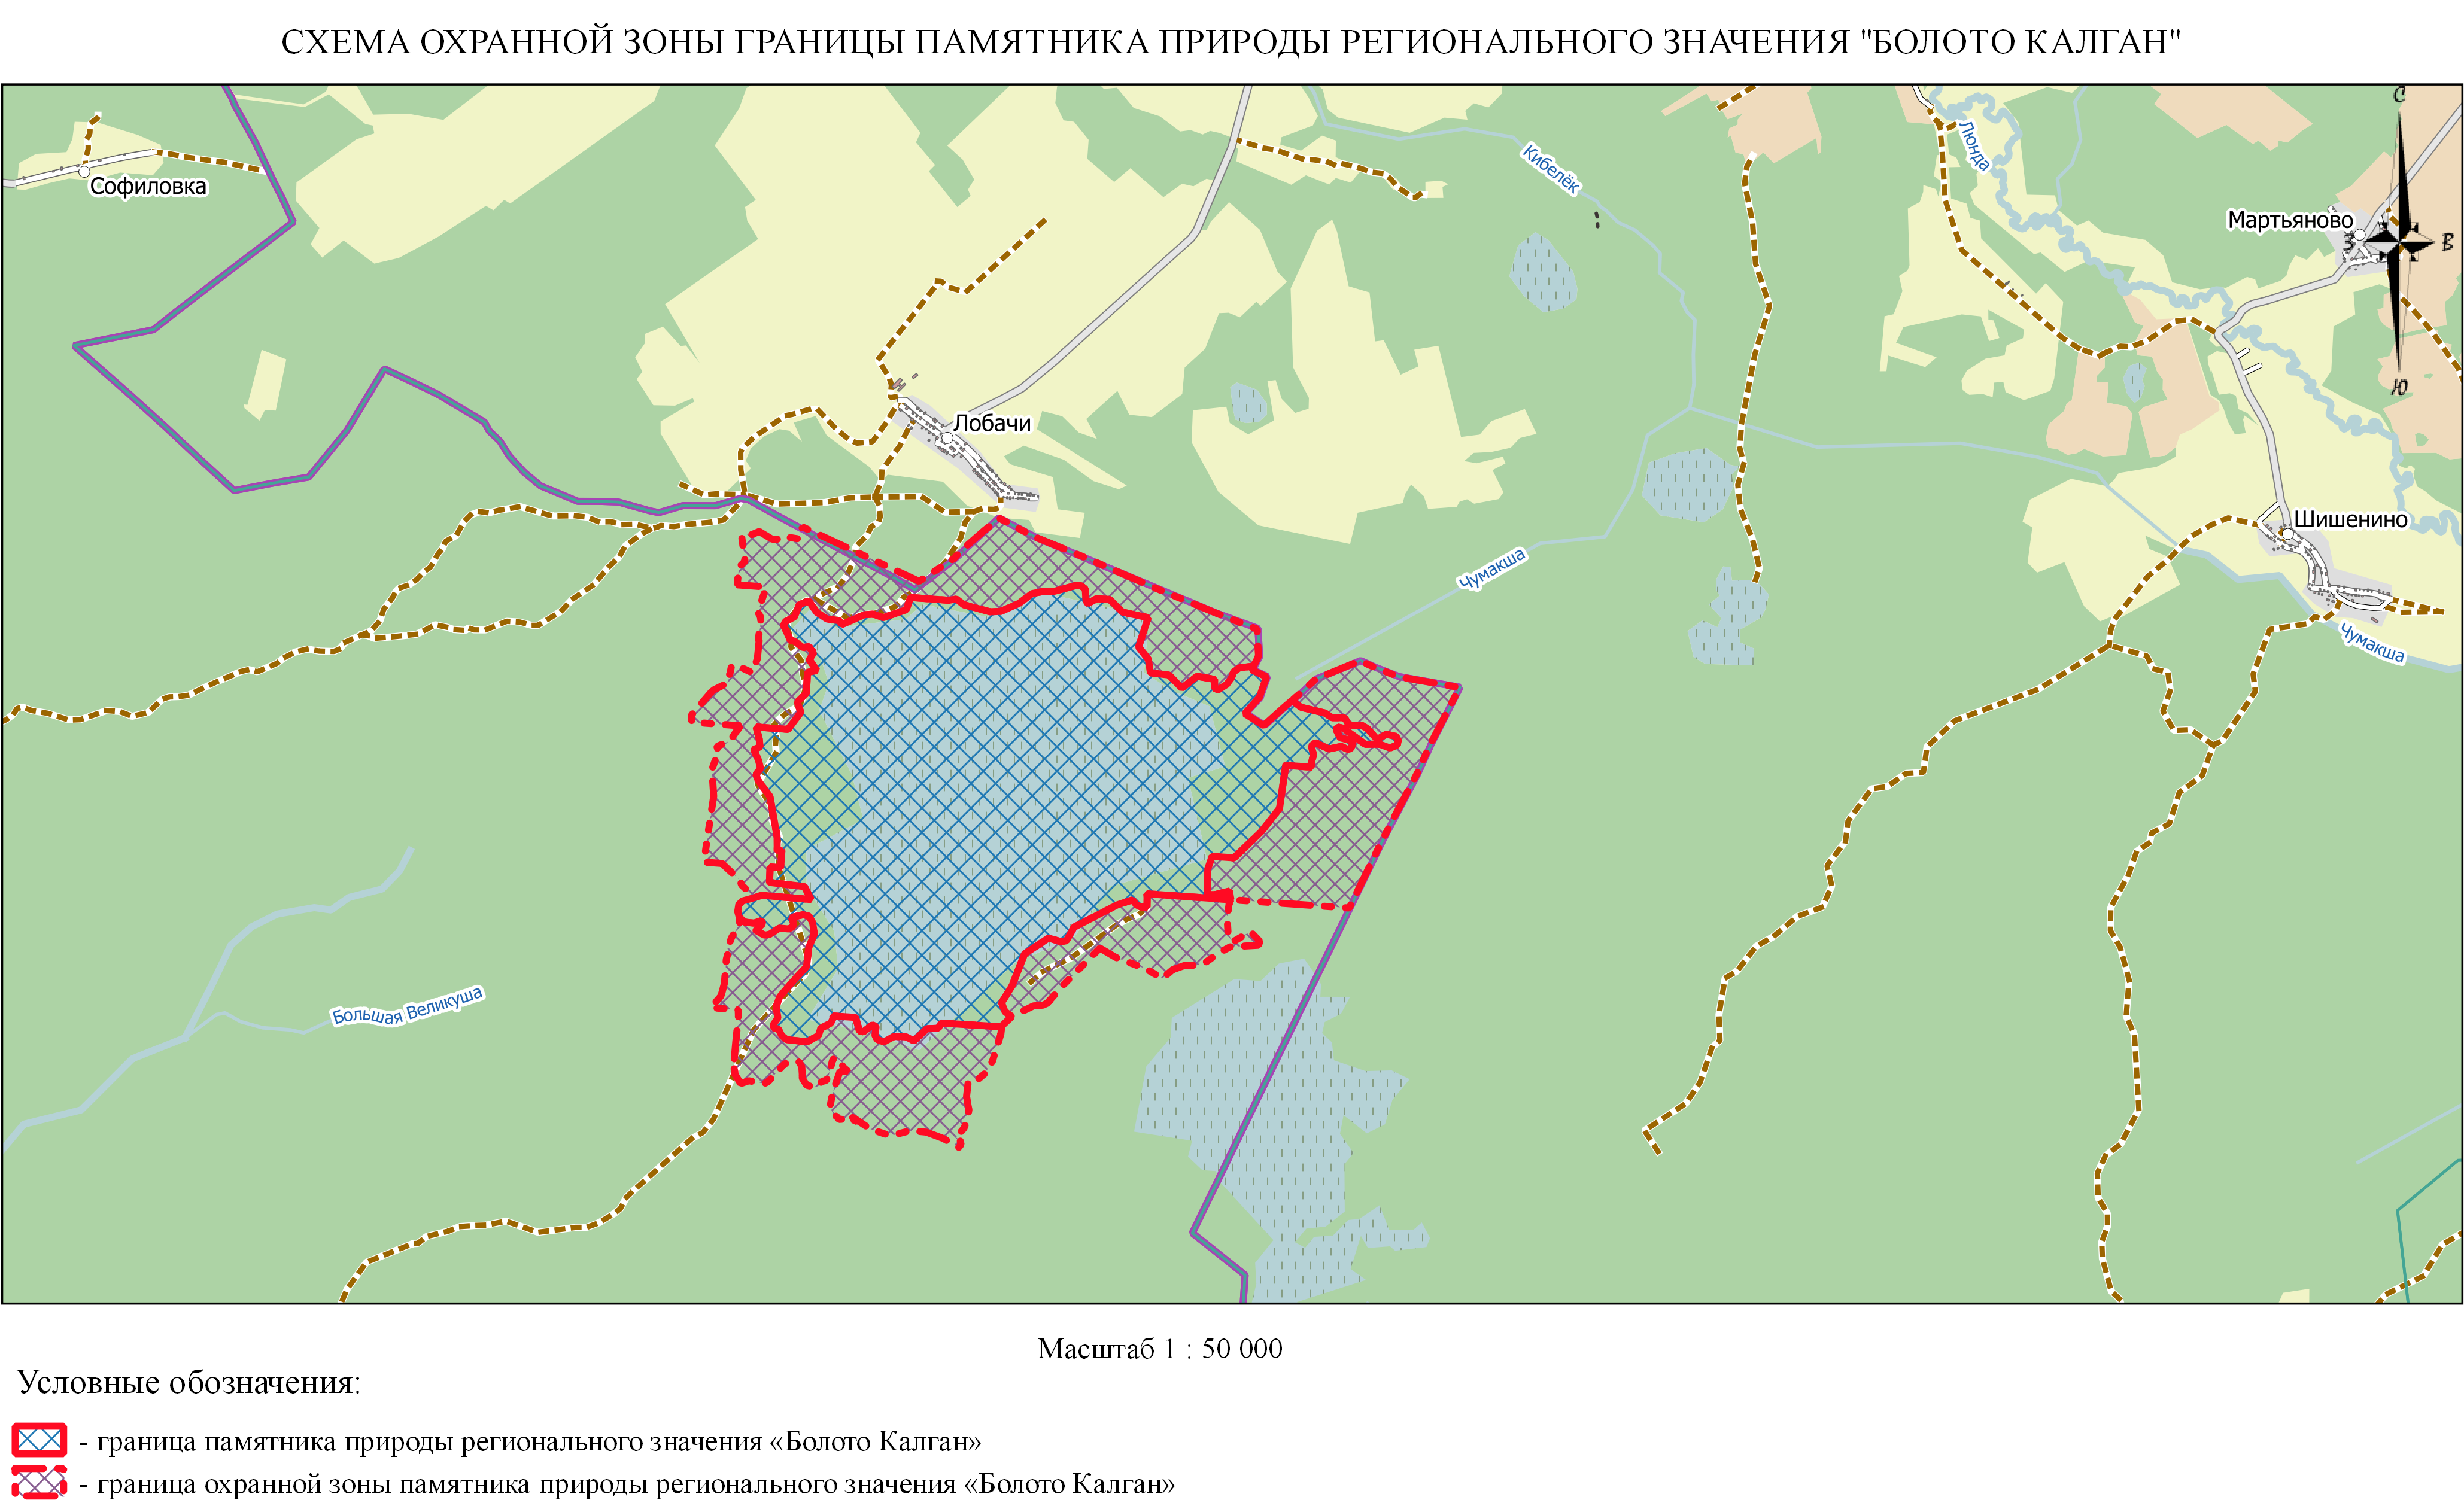 СХЕМА ОХРАННОЙ ЗОНЫ ГРАНИЦЫ ПАМЯТНИКА ПРИРОДЫ РЕГИОНАЛЬНОГО ЗНАЧЕНИЯ "БОЛОТО КАЛГАН"
С
Люнда
Кибелёк
Софиловка
Мартьяново
З
В
Ю
Лобачи
Шишенино
Чумакша
Чумакша
Большая Великуша
Масштаб 1 : 50 000
Условные обозначения:
- граница памятника природы регионального значения «Болото Калган»
- граница охранной зоны памятника природы регионального значения «Болото Калган»